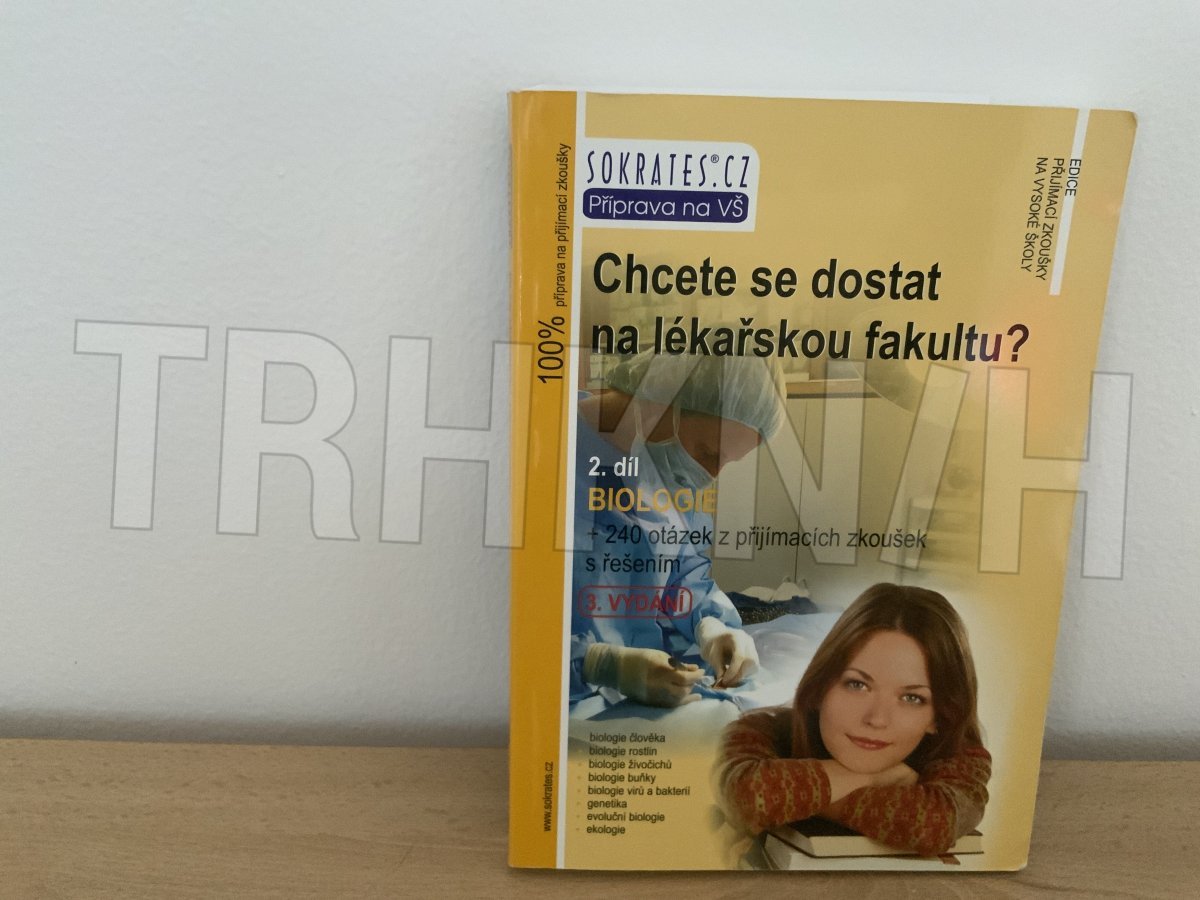 SOKRATES®.CZ
Příprava na VŠ
EDICE
PŘIJÍMACÍ ZKOUŠKY
NA VYSOKÉ ŠKOLY
100% příprava na přijímací zkoušky
Chcete se dostat
na lékařskou fakultu?
2. díl
BIOLOGIE
+ 240 otázek z přijímacích zkoušek
s řešením
3. VYDÁNÍ
biologie člověka
biologie rostlin
biologie živočichů
biologie buňky
biologie virů a bakterií
genetika
evoluční biologie
ekologie
www.sokrates.cz
TRHKNIH